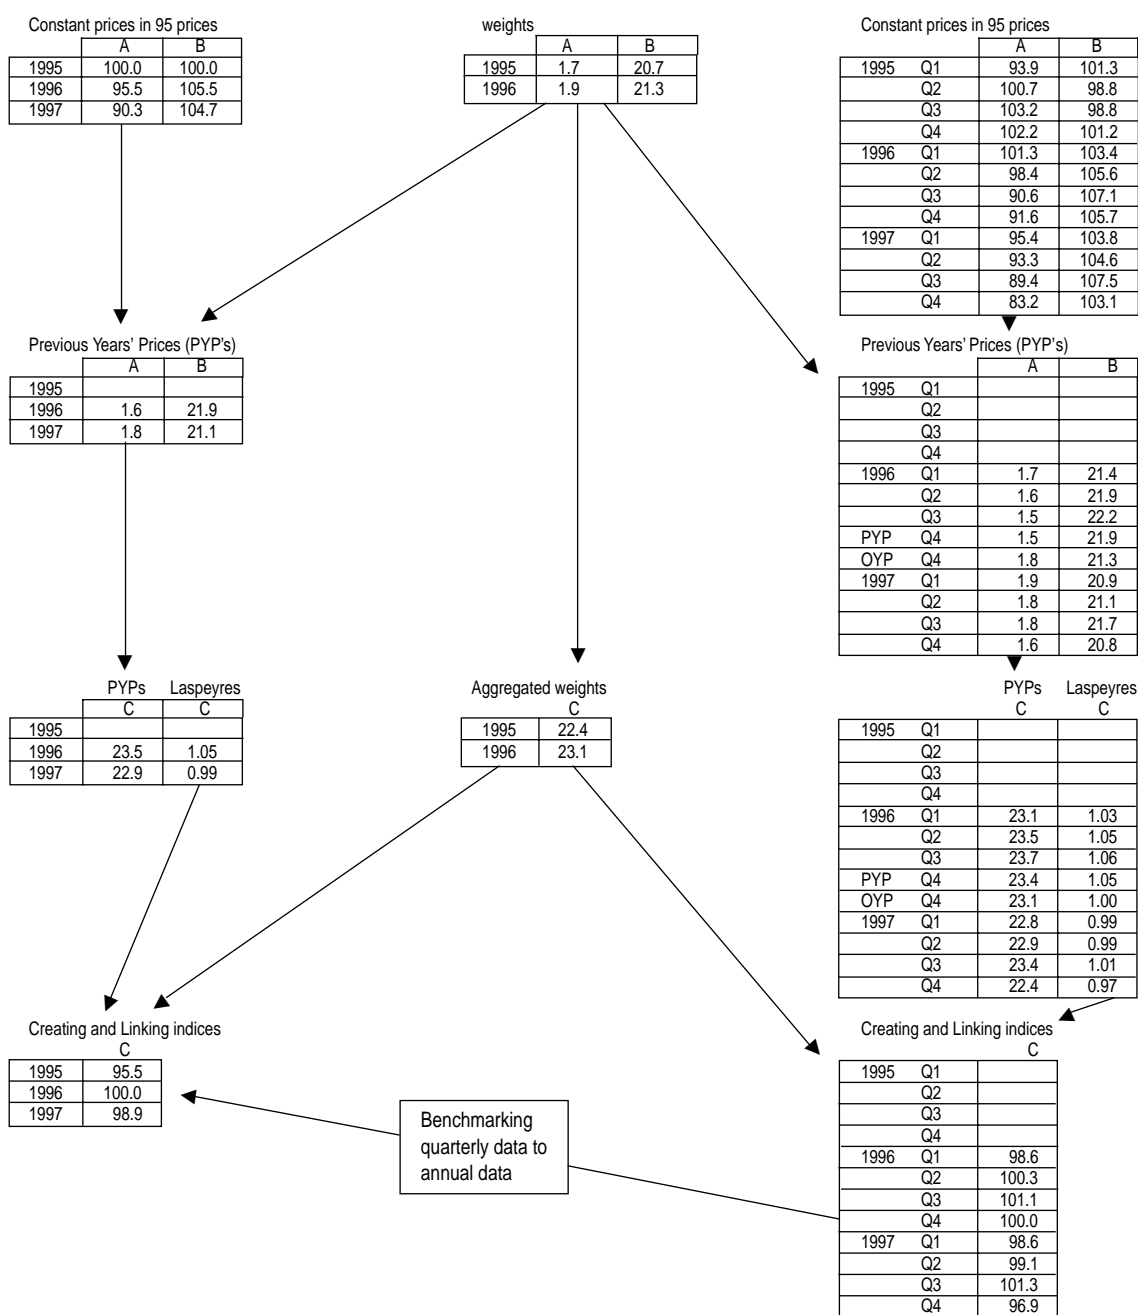 Constant prices in 95 prices
A B
1995 100.0 100.0
1996 95.5 105.5
1997 90.3 104.7
weights
A B
1995 1.7 20.7
1996 1.9 21.3
Constant prices in 95 prices
A B
1995 Q1 93.9 101.3
Q2 100.7 98.8
Q3 103.2 98.8
Q4 102.2 101.2
1996 Q1 101.3 103.4
Q2 98.4 105.6
Q3 90.6 107.1
Q4 91.6 105.7
1997 Q1 95.4 103.8
Q2 93.3 104.6
Q3 89.4 107.5
Q4 83.2 103.1
Previous Years' Prices (PYP's)
A B
1995
1996 1.6 21.9
1997 1.8 21.1
Previous Years' Prices (PYP's)
A B
1995 Q1
Q2
Q3
Q4
1996 Q1 1.7 21.4
Q2 1.6 21.9
Q3 1.5 22.2
PYP Q4 1.5 21.9
OYP Q4 1.8 21.3
1997 Q1 1.9 20.9
Q2 1.8 21.1
Q3 1.8 21.7
Q4 1.6 20.8
PYPs Laspeyres
C C
1995
1996 23.5 1.05
1997 22.9 0.99
Aggregated weights
C
1995 22.4
1996 23.1
PYPs Laspeyres
C C
1995 Q1
Q2
Q3
Q4
1996 Q1 23.1 1.03
Q2 23.5 1.05
Q3 23.7 1.06
PYP Q4 23.4 1.05
OYP Q4 23.1 1.00
1997 Q1 22.8 0.99
Q2 22.9 0.99
Q3 23.4 1.01
Q4 22.4 0.97
Creating and Linking indices
C
1995 95.5
1996 100.0
1997 98.9
Benchmarking
quarterly data to
annual data
Creating and Linking indices
C
1995 Q1
Q2
Q3
Q4
1996 Q1 98.6
Q2 100.3
Q3 101.1
Q4 100.0
1997 Q1 98.6
Q2 99.1
Q3 101.3
Q4 96.9